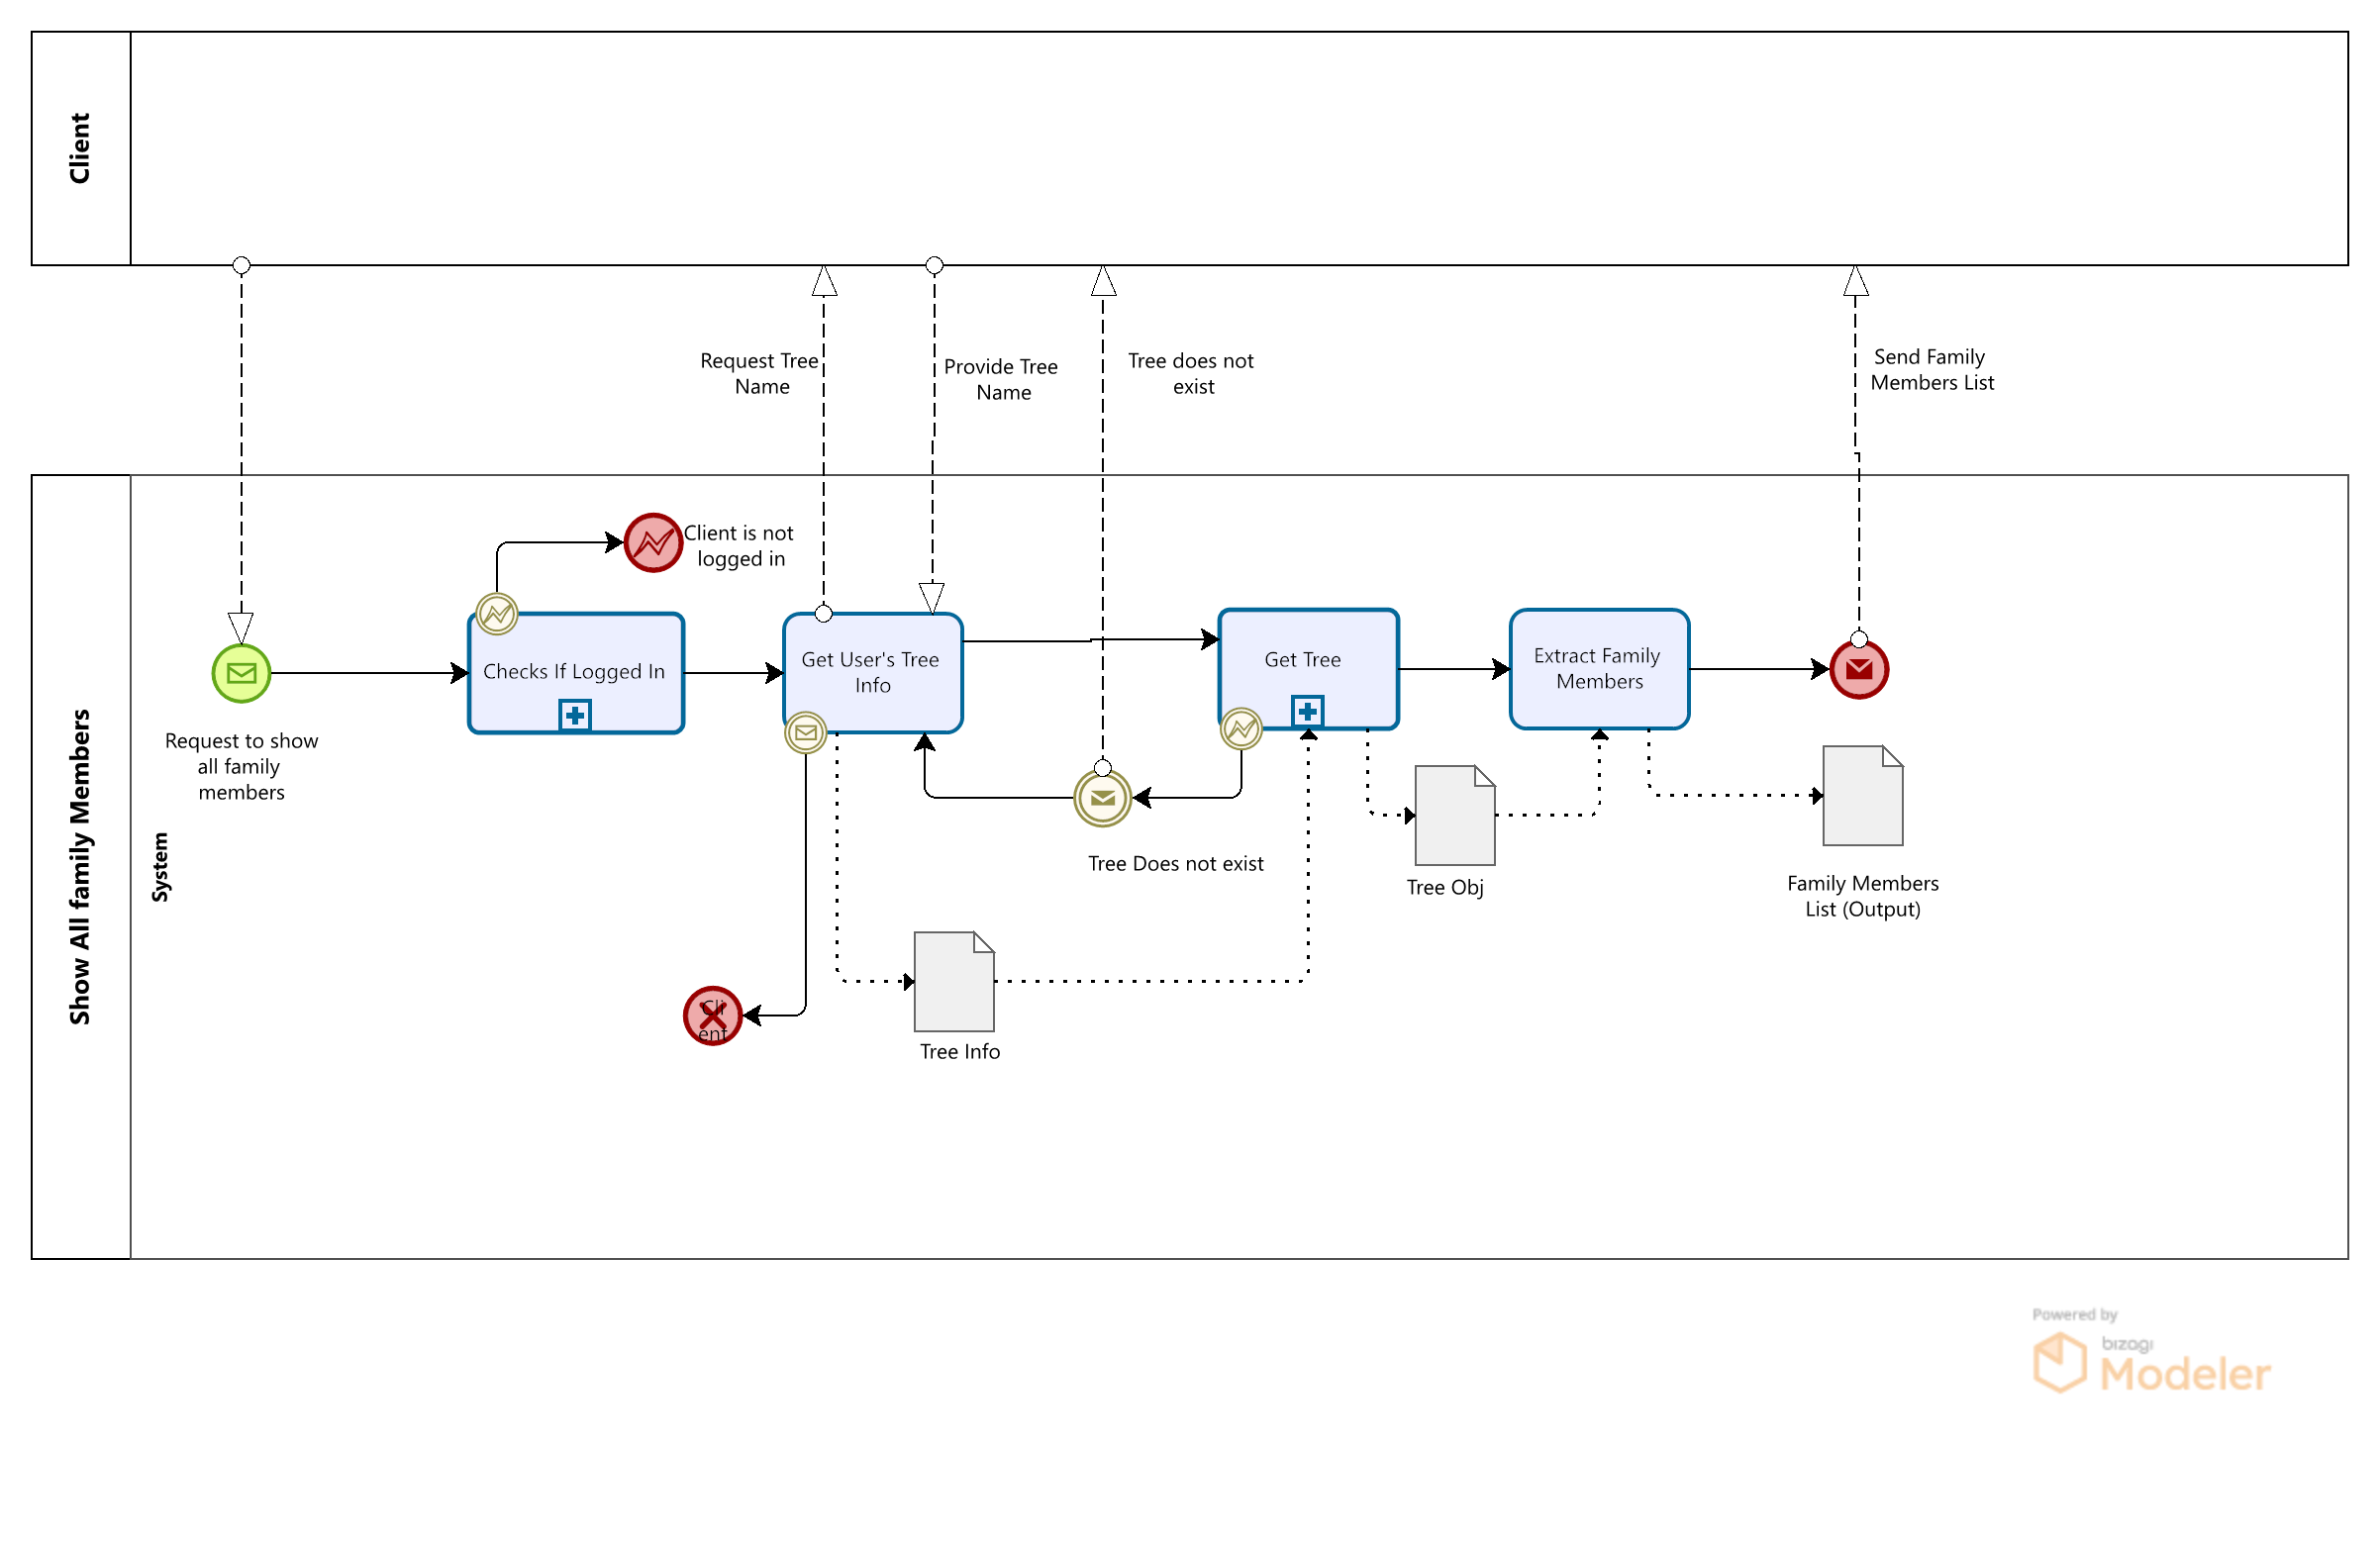 Client
Request Tree
Name
Provide Tree
Name
Tree does not
exist
Send Family
Members List
Show All family Members
System
Client is not
logged in
Request to show
all family
members
Checks If Logged In
Get User's Tree
Info
Get Tree
Extract Family
Members
Tree Does not exist
Tree Obj
Family Members
List (Output)
Cli
ent
Tree Info
Powered by
bizagi
Modeler